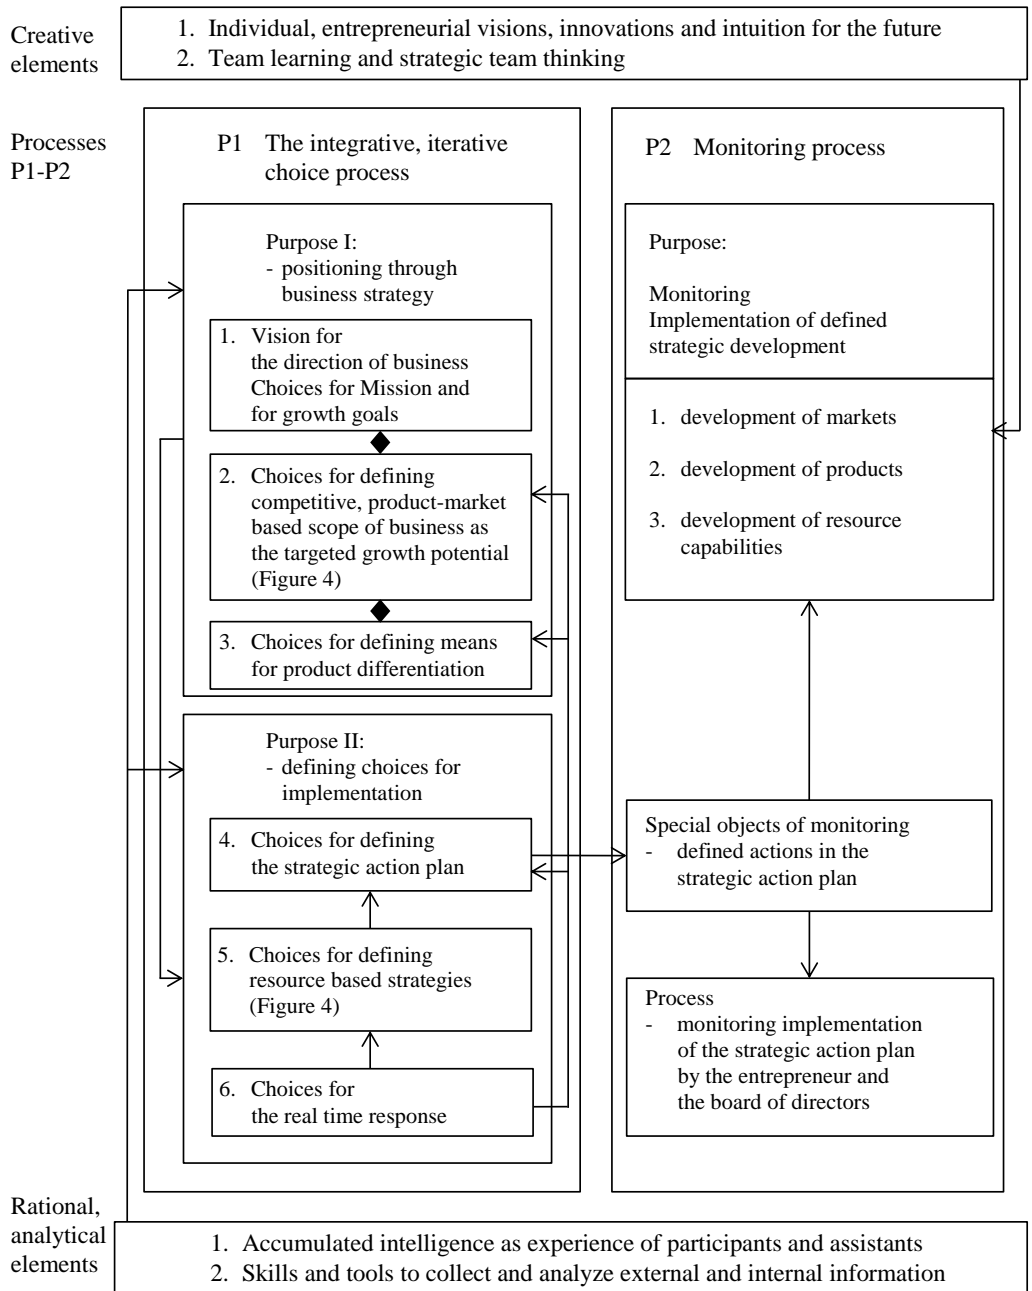 Creative
elements
1. Individual, entrepreneurial visions, innovations and intuition for the future
2. Team learning and strategic team thinking
Processes
P1-P2
P1 The integrative, iterative
choice process
Purpose I:
- positioning through
business strategy
1. Vision for
the direction of business
Choices for Mission and
for growth goals
2. Choices for defining
competitive, product-market
based scope of business as
the targeted growth potential
(Figure 4)
3. Choices for defining means
for product differentiation
Purpose II:
- defining choices for
implementation
4. Choices for defining
the strategic action plan
5. Choices for defining
resource based strategies
(Figure 4)
6. Choices for
the real time response
P2 Monitoring process
Purpose:
Monitoring
Implementation of defined
strategic development
1. development of markets
2. development of products
3. development of resource
capabilities
Special objects of monitoring
- defined actions in the
strategic action plan
Process
- monitoring implementation
of the strategic action plan
by the entrepreneur and
the board of directors
Rational,
analytical
elements
1. Accumulated intelligence as experience of participants and assistants
2. Skills and tools to collect and analyze external and internal information